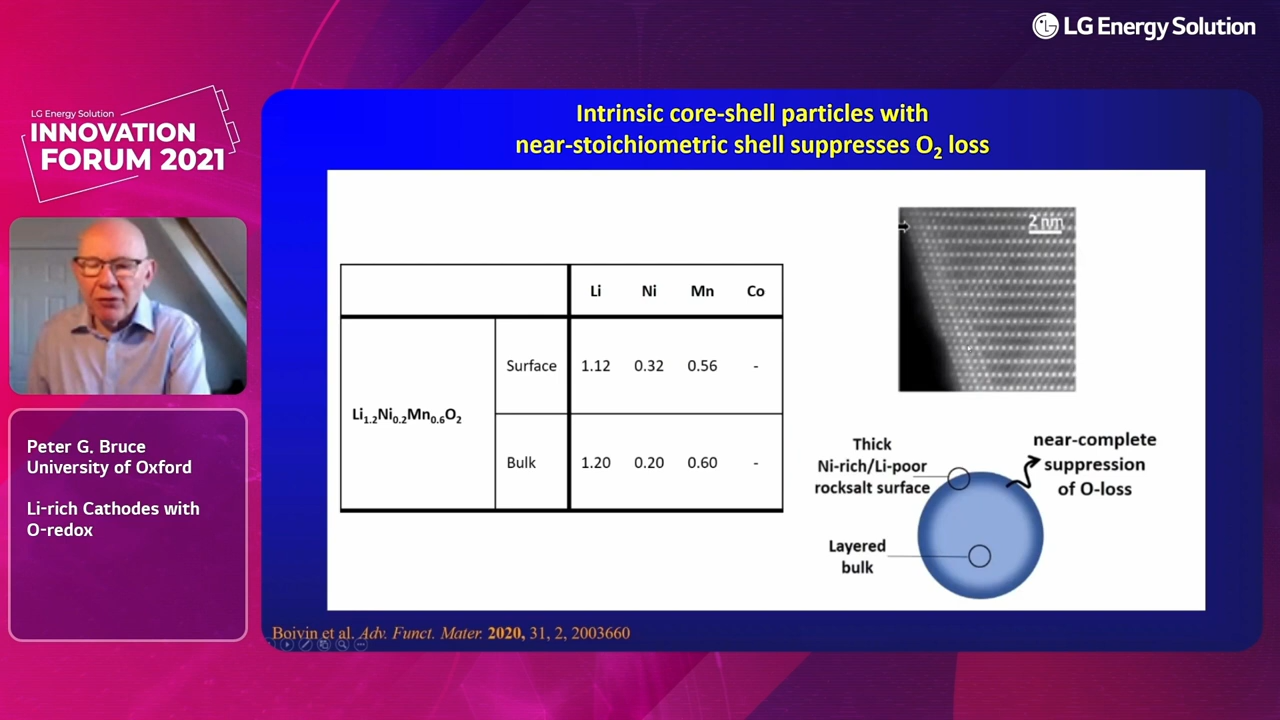 LG Energy Solution
LG Energy Solution
INNOVATION
FORUM 2021
Peter G. Bruce
University of Oxford
Li-rich Cathodes with
O-redox
Intrinsic core-shell particles with
near-stoichiometric shell suppresses O₂ loss
Li Ni Mn Co
Li₁.₂Ni₀.₂Mn₀.₆O₂
Surface 1.12 0.32 0.56 -
Bulk 1.20 0.20 0.60 -
2 nm
Thick
Ni-rich/Li-poor
rocksalt surface
near-complete
suppression
of O-loss
Layered
bulk
Boivin et al. Adv. Funct. Mater. 2020, 31, 2, 2003660